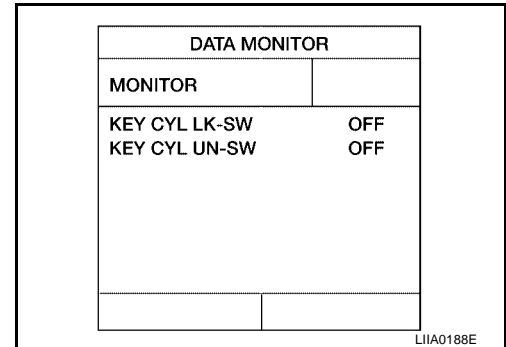 DATA MONITOR
MONITOR
KEY CYL LK-SW OFF
KEY CYL UN-SW OFF
LIIA0188E